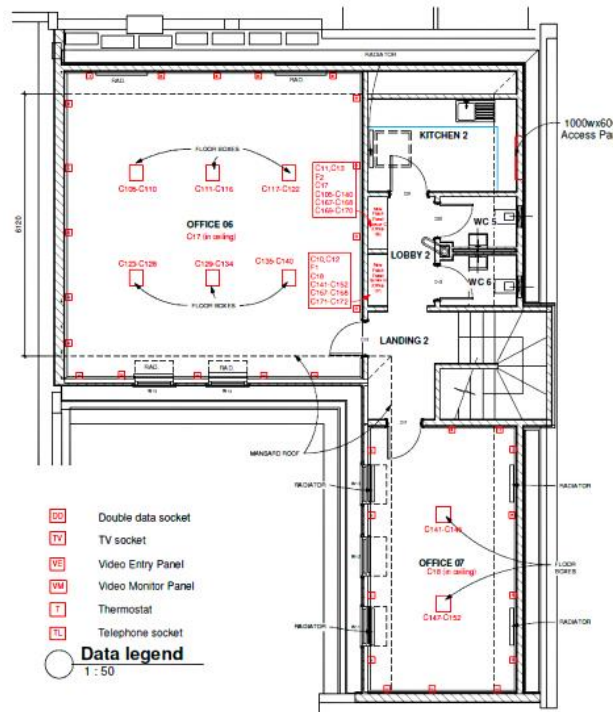 RADIATOR
RAD.
RAD.
KITCHEN 2
1000wx600
Access Pa
FLOOR BOXES
C105-C110
C111-C116
C117-C122
C11,C13
F2
C17
C105-C140
C167-C168
C169-C170
6120
OFFICE 06
C17 (in ceiling)
WC 5
LOBBY 2
C10,C12
F1
C18
C141-C152
C167-C168
C171-C172
C123-C128
C129-C134
C135-C140
WC 6
FLOOR BOXES
LANDING 2
RAD.
RAD.
MANSARD ROOF
RADIATOR
RADIATOR
C141-C146
DD
Double data socket
TV
TV socket
VE
Video Entry Panel
VM
Video Monitor Panel
T
Thermostat
TL
Telephone socket
OFFICE 07
C18 (in ceiling)
FLOOR
BOXES
C147-C152
RADIATOR
RADIATOR
Data legend
1 : 50